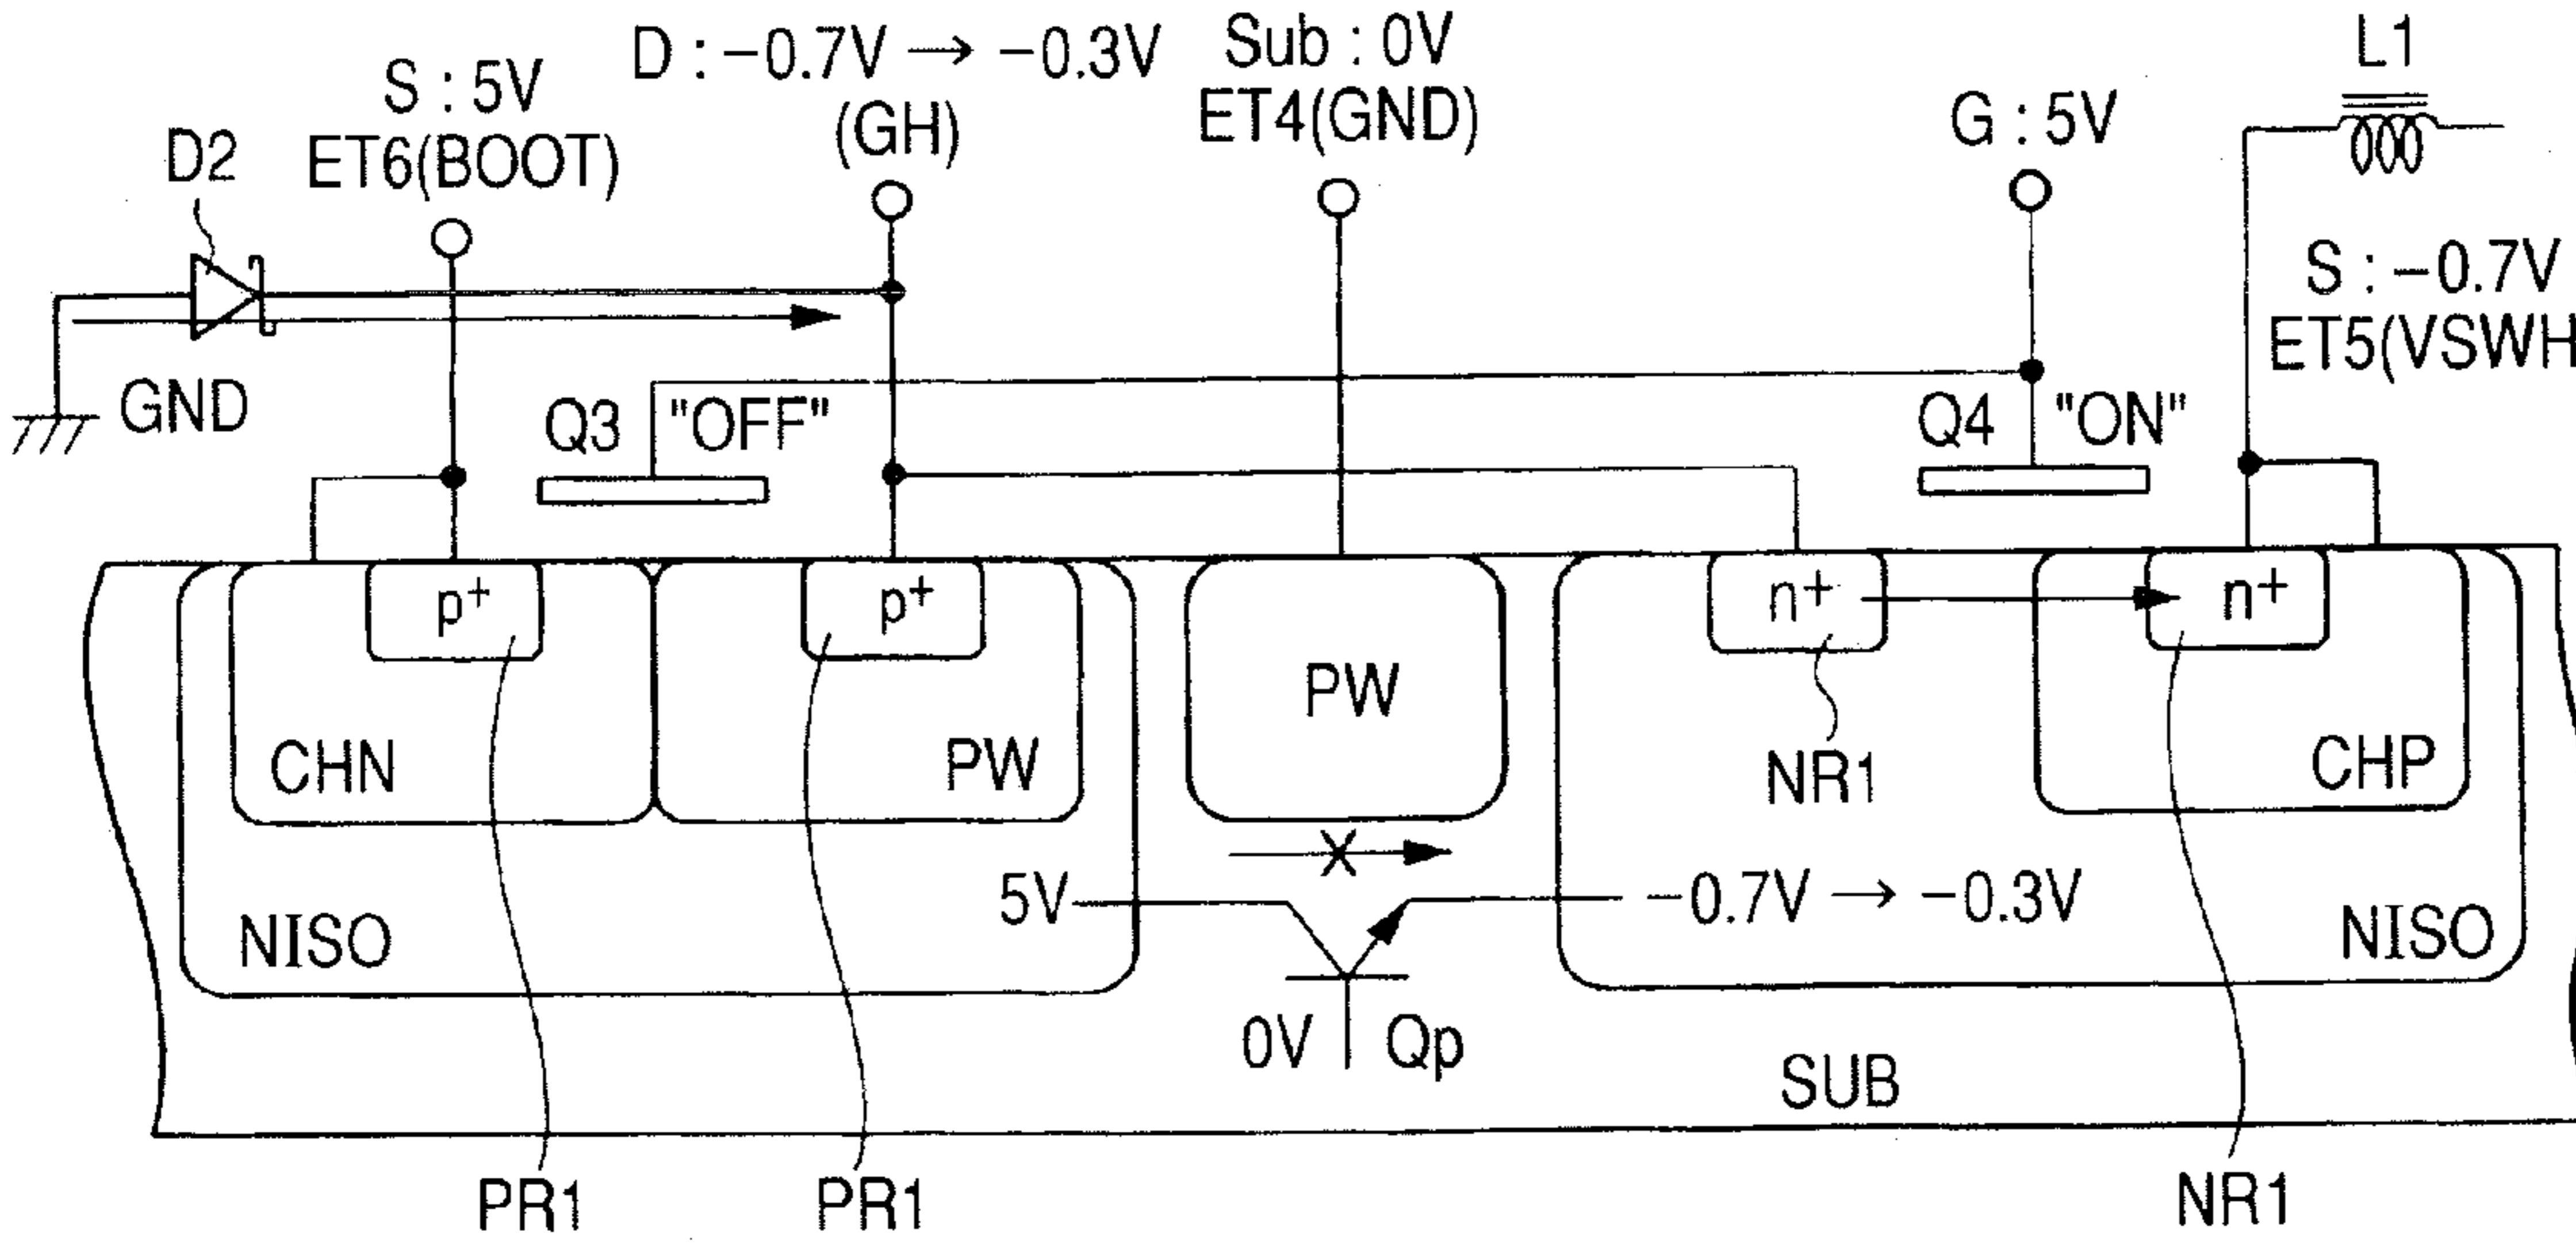 D2
S : 5V
ET6(BOOT)
D : -0.7V → -0.3V
(GH)
Sub : 0V
ET4(GND)
G : 5V
L1
S : -0.7V
ET5(VSWH
GND
Q3 "OFF"
Q4 "ON"
p+
p+
n+
n+
CHN
PW
PW
NR1
CHP
NISO
5V
X
-0.7V → -0.3V
NISO
0V
Qp
SUB
PR1
PR1
NR1